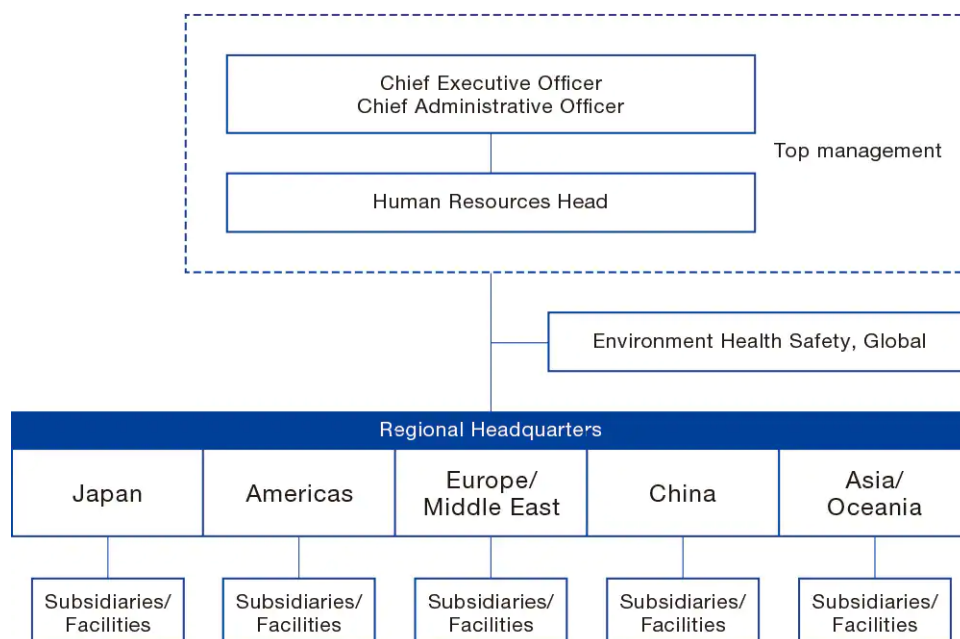 Chief Executive Officer
Chief Administrative Officer
Top management
Human Resources Head
Environment Health Safety, Global
Regional Headquarters
Japan
Americas
Europe/
Middle East
China
Asia/
Oceania
Subsidiaries/
Facilities
Subsidiaries/
Facilities
Subsidiaries/
Facilities
Subsidiaries/
Facilities
Subsidiaries/
Facilities